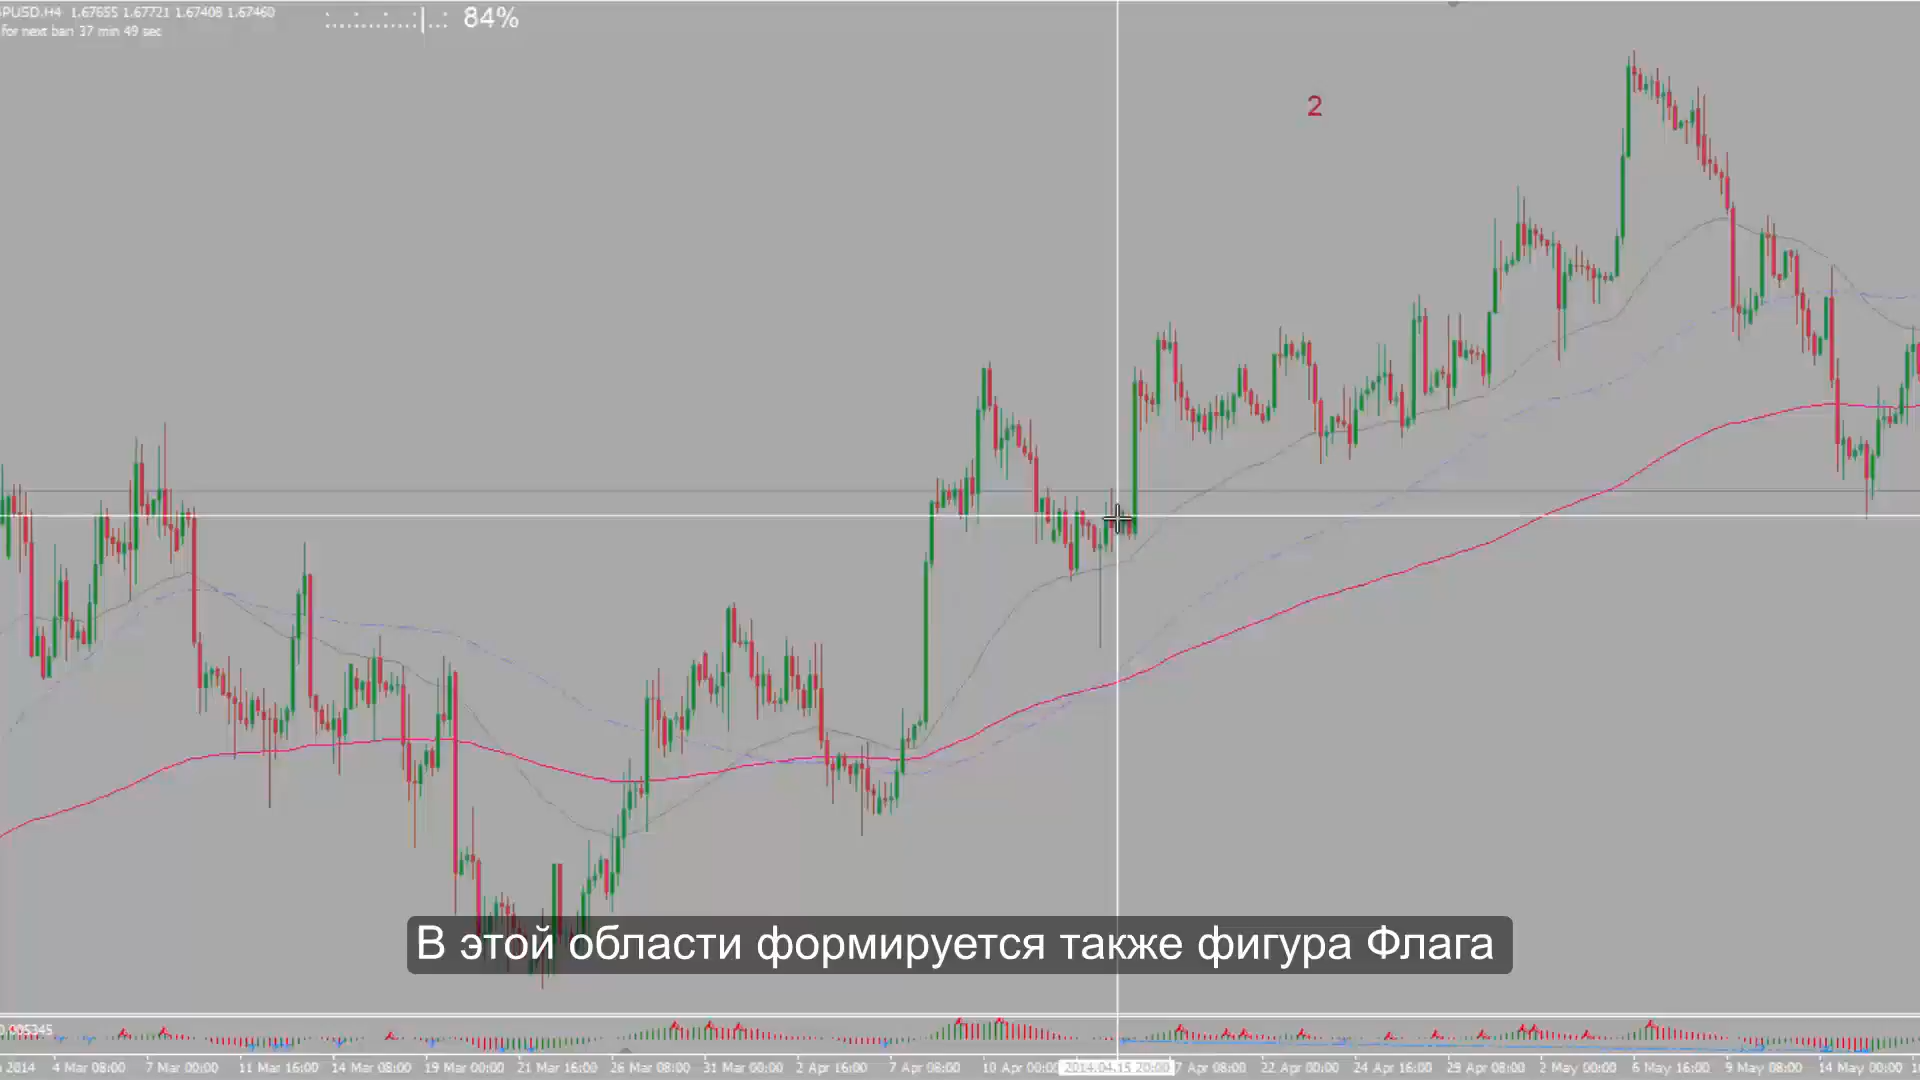 PUSD.H4 1.67655 1.67721 1.67408 1.67460
for next bar: 37 min 49 sec
84%
2
В этой области формируется также фигура Флага
2014 4 Mar 08:00 7 Mar 00:00 11 Mar 16:00 14 Mar 08:00 19 Mar 00:00 21 Mar 16:00 26 Mar 08:00 31 Mar 00:00 2 Apr 16:00 7 Apr 08:00 10 Apr 00:00 2014.04.15 20:00 7 Apr 08:00 22 Apr 00:00 24 Apr 16:00 29 Apr 08:00 2 May 00:00 6 May 16:00 9 May 08:00 14 May 00:00